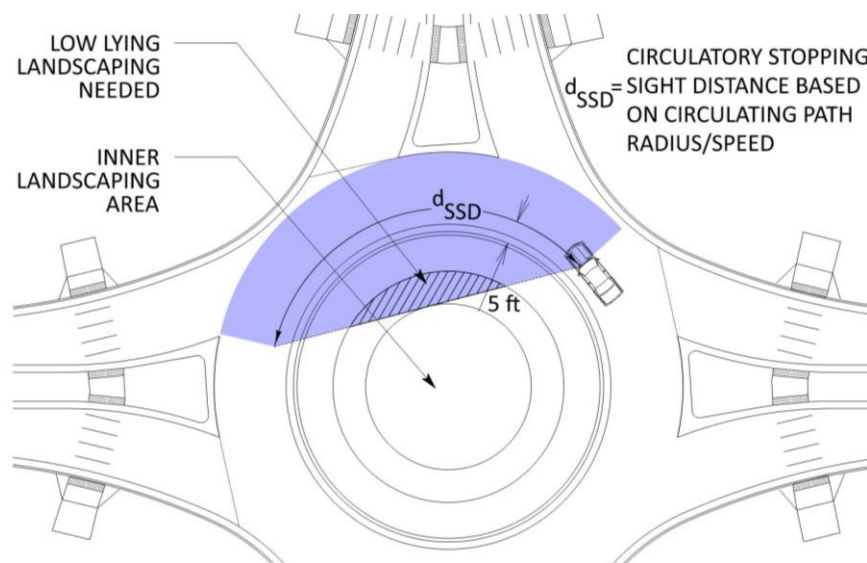 LOW LYING
LANDSCAPING
NEEDED
INNER
LANDSCAPING
AREA
dSSD=
CIRCULATORY STOPPING
SIGHT DISTANCE BASED
ON CIRCULATING PATH
RADIUS/SPEED
dSSD
5 ft